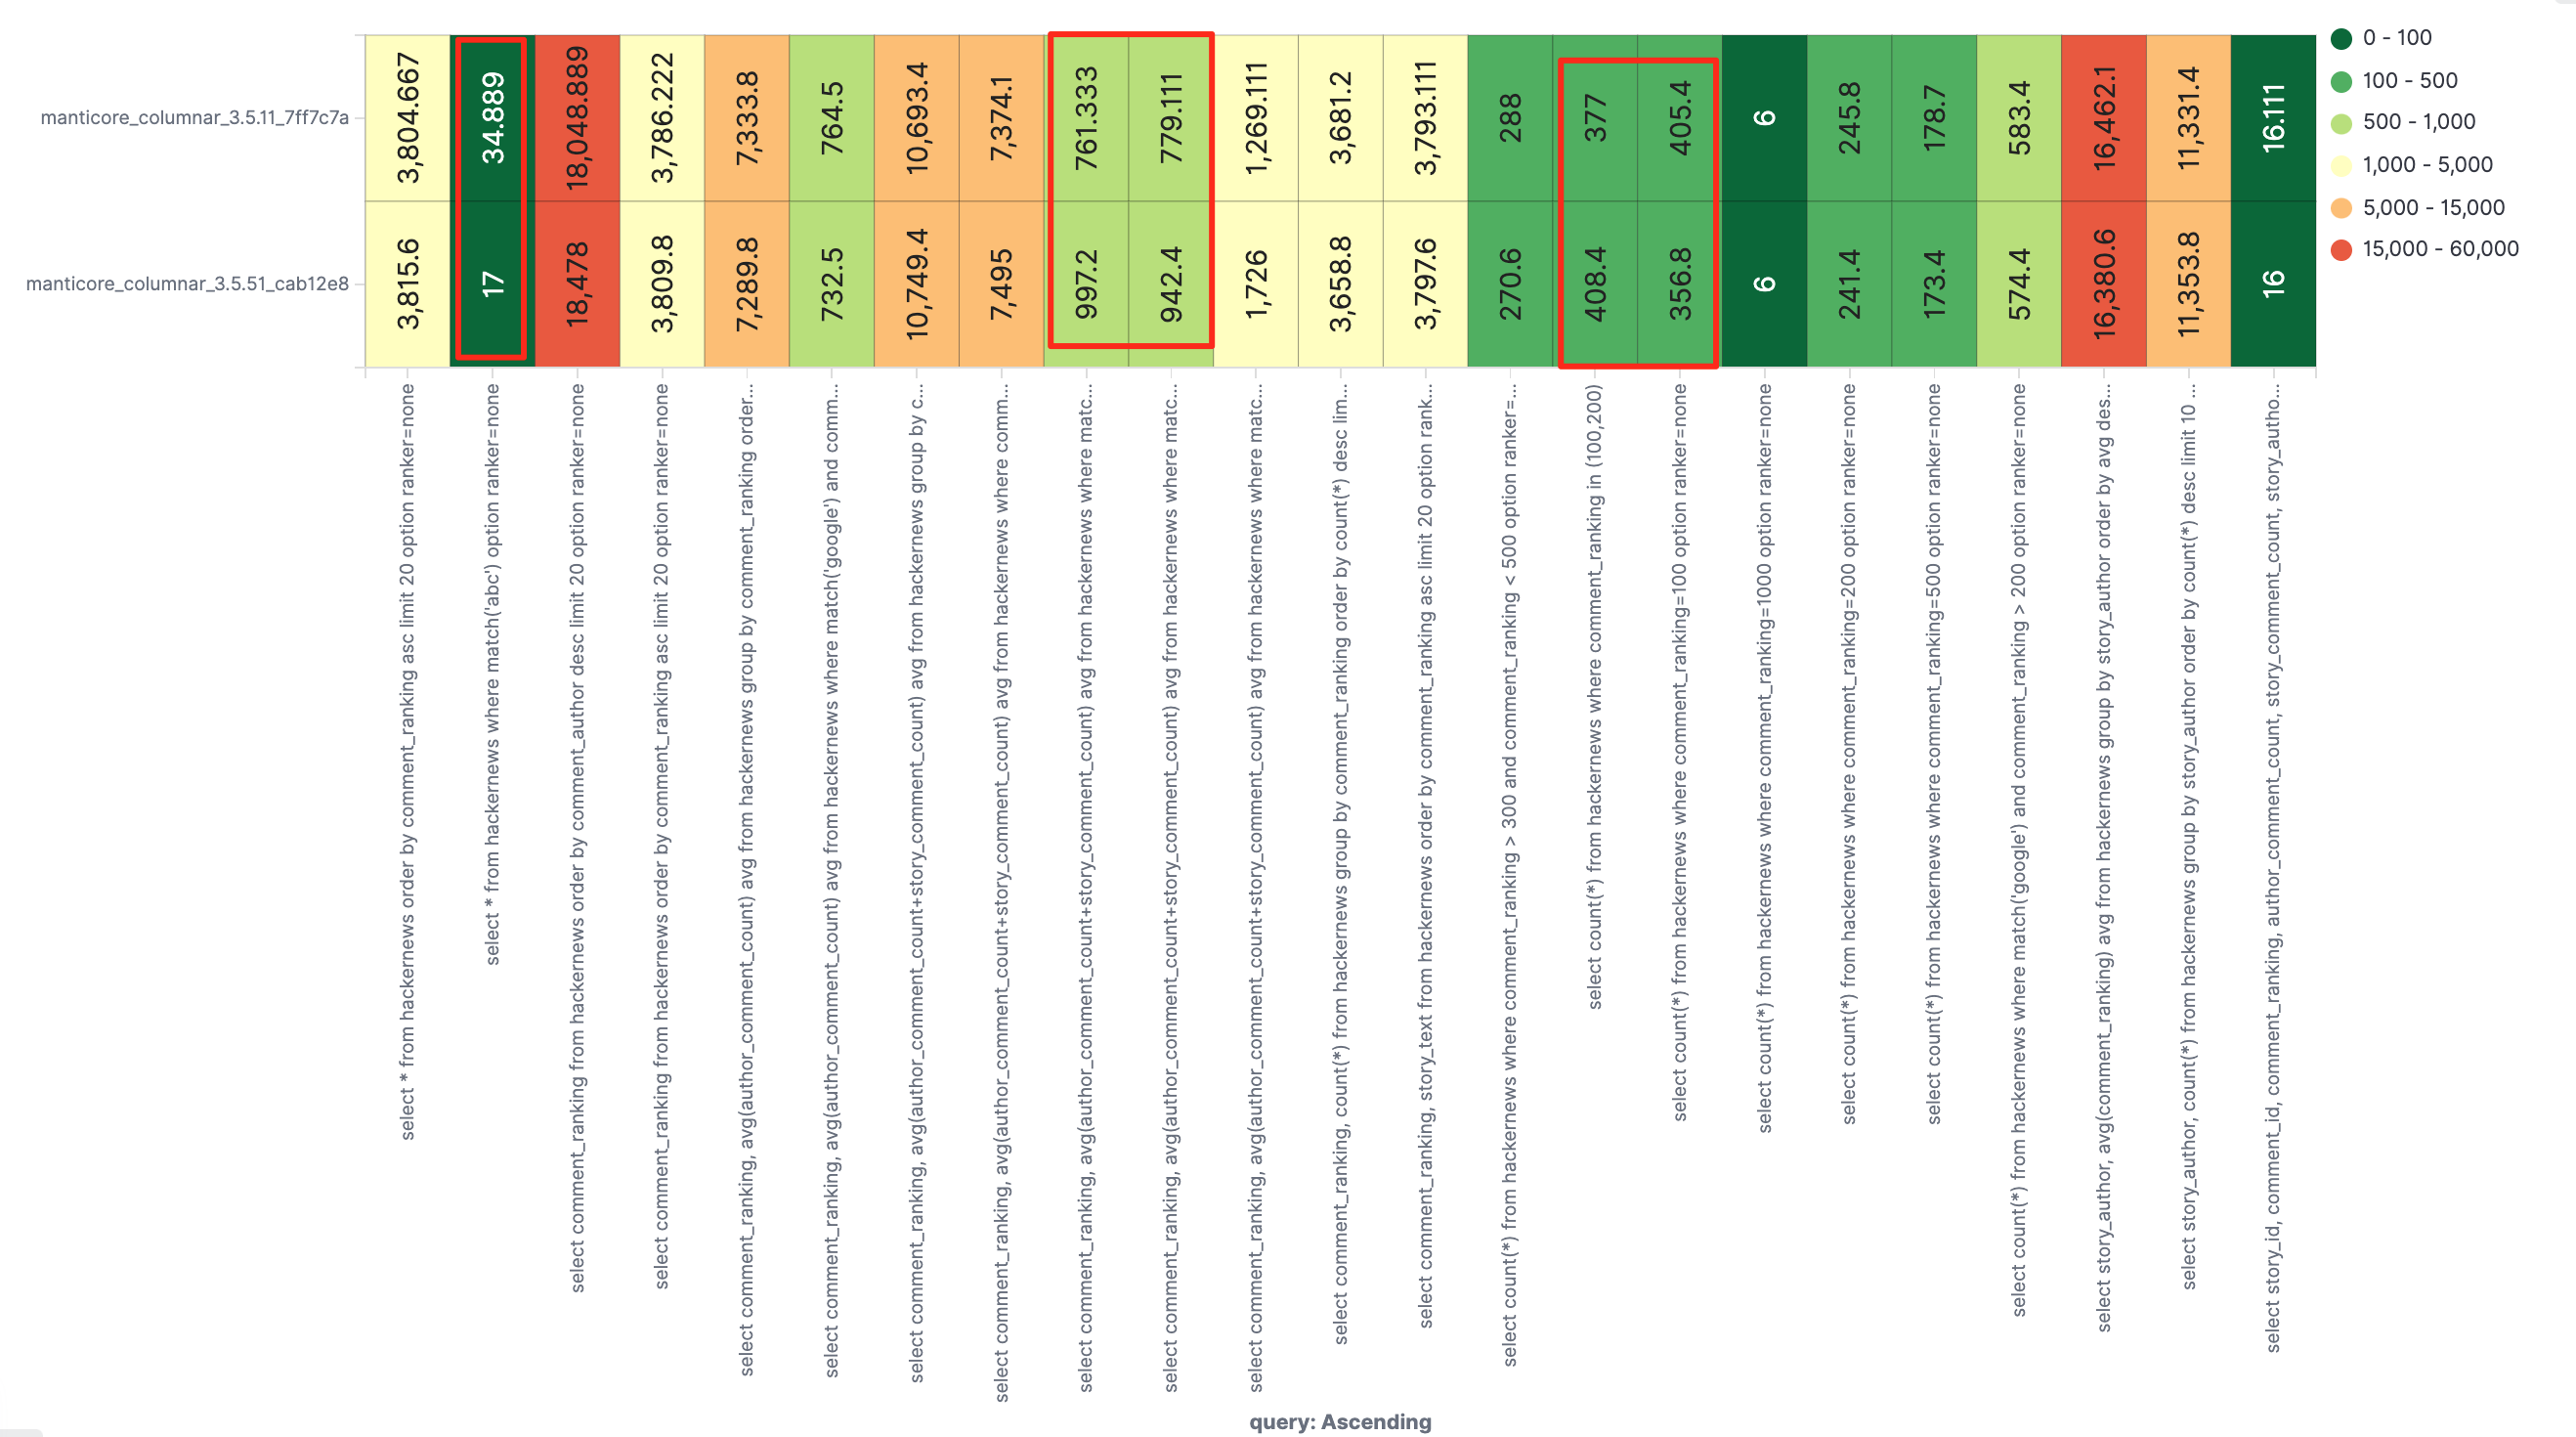 manticore_columnar_3.5.11_7ff7c7a
3,804.667
34.889
18,048.889
3,786.222
7,333.8
764.5
10,693.4
7,374.1
761.333
779.111
1,269.111
3,681.2
3,793.111
288
377
405.4
6
245.8
178.7
583.4
16,462.1
11,331.4
16.111
manticore_columnar_3.5.51_cab12e8
3,815.6
17
18,478
3,809.8
7,289.8
732.5
10,749.4
7,495
997.2
942.4
1,726
3,658.8
3,797.6
270.6
408.4
356.8
6
241.4
173.4
574.4
16,380.6
11,353.8
16
0 - 100
100 - 500
500 - 1,000
1,000 - 5,000
5,000 - 15,000
15,000 - 60,000
select * from hackernews order by comment_ranking asc limit 20 option ranker=none
select * from hackernews where match('abc') option ranker=none
select comment_ranking from hackernews order by comment_author desc limit 20 option ranker=none
select comment_ranking from hackernews order by comment_ranking asc limit 20 option ranker=none
select comment_ranking, avg(author_comment_count) avg from hackernews group by comment_ranking order...
select comment_ranking, avg(author_comment_count) avg from hackernews where match('google') and comm...
select comment_ranking, avg(author_comment_count+story_comment_count) avg from hackernews group by c...
select comment_ranking, avg(author_comment_count+story_comment_count) avg from hackernews where comm...
select comment_ranking, avg(author_comment_count+story_comment_count) avg from hackernews where matc...
select comment_ranking, avg(author_comment_count+story_comment_count) avg from hackernews where matc...
select comment_ranking, avg(author_comment_count+story_comment_count) avg from hackernews where matc...
select comment_ranking, count(*) from hackernews group by comment_ranking order by count(*) desc lim...
select comment_ranking, story_text from hackernews order by comment_ranking asc limit 20 option rank...
select count(*) from hackernews where comment_ranking > 300 and comment_ranking < 500 option ranker=...
select count(*) from hackernews where comment_ranking in (100,200)
select count(*) from hackernews where comment_ranking=100 option ranker=none
select count(*) from hackernews where comment_ranking=1000 option ranker=none
select count(*) from hackernews where comment_ranking=200 option ranker=none
select count(*) from hackernews where comment_ranking=500 option ranker=none
select count(*) from hackernews where match('google') and comment_ranking > 200 option ranker=none
select story_author, avg(comment_ranking) avg from hackernews group by story_author order by avg des...
select story_author, count(*) from hackernews group by story_author order by count(*) desc limit 10 ...
select story_id, comment_id, comment_ranking, author_comment_count, story_comment_count, story_autho...
query: Ascending